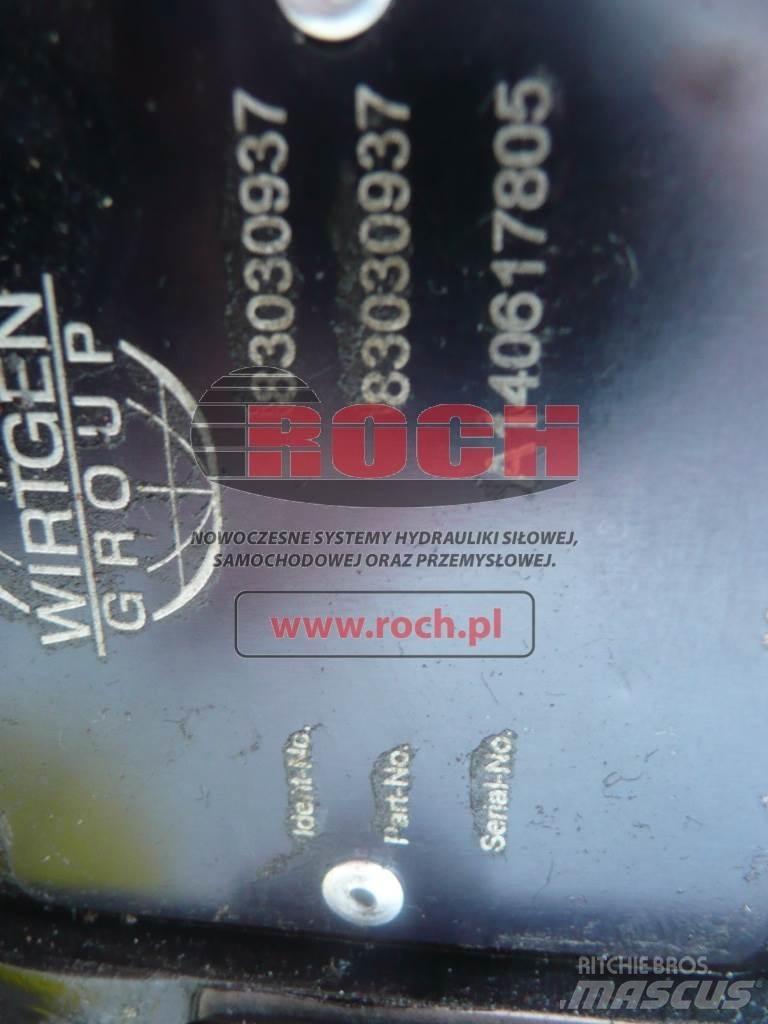 WIRTGEN
GROUP
Ident-No. 83030937
Part-No. 83030937
Serial-No. A140617805
ROCH
NOWOCZESNE SYSTEMY HYDRAULIKI SIŁOWEJ,
SAMOCHODOWEJ ORAZ PRZEMYSŁOWEJ.
www.roch.pl
RITCHIE BROS.
MASCUS